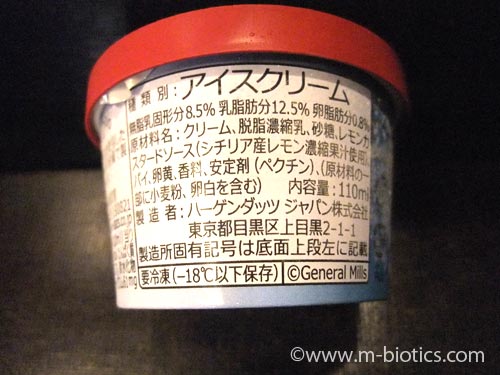 種類別:アイスクリーム
無脂乳固形分8.5% 乳脂肪分12.5% 卵脂肪分0.8%
原材料名:クリーム、脱脂濃縮乳、砂糖、レモンカ
スタードソース(シチリア産レモン濃縮果汁使用)、
パイ、卵黄、香料、安定剤(ペクチン)、(原材料の一
部に小麦粉、卵白を含む) 内容量:110ml
製造者:ハーゲンダッツ ジャパン株式会社
東京都目黒区上目黒2-1-1
製造所固有記号は底面上段左に記載
要冷凍(−18℃以下保存) ©General Mills
©www.m-biotics.com